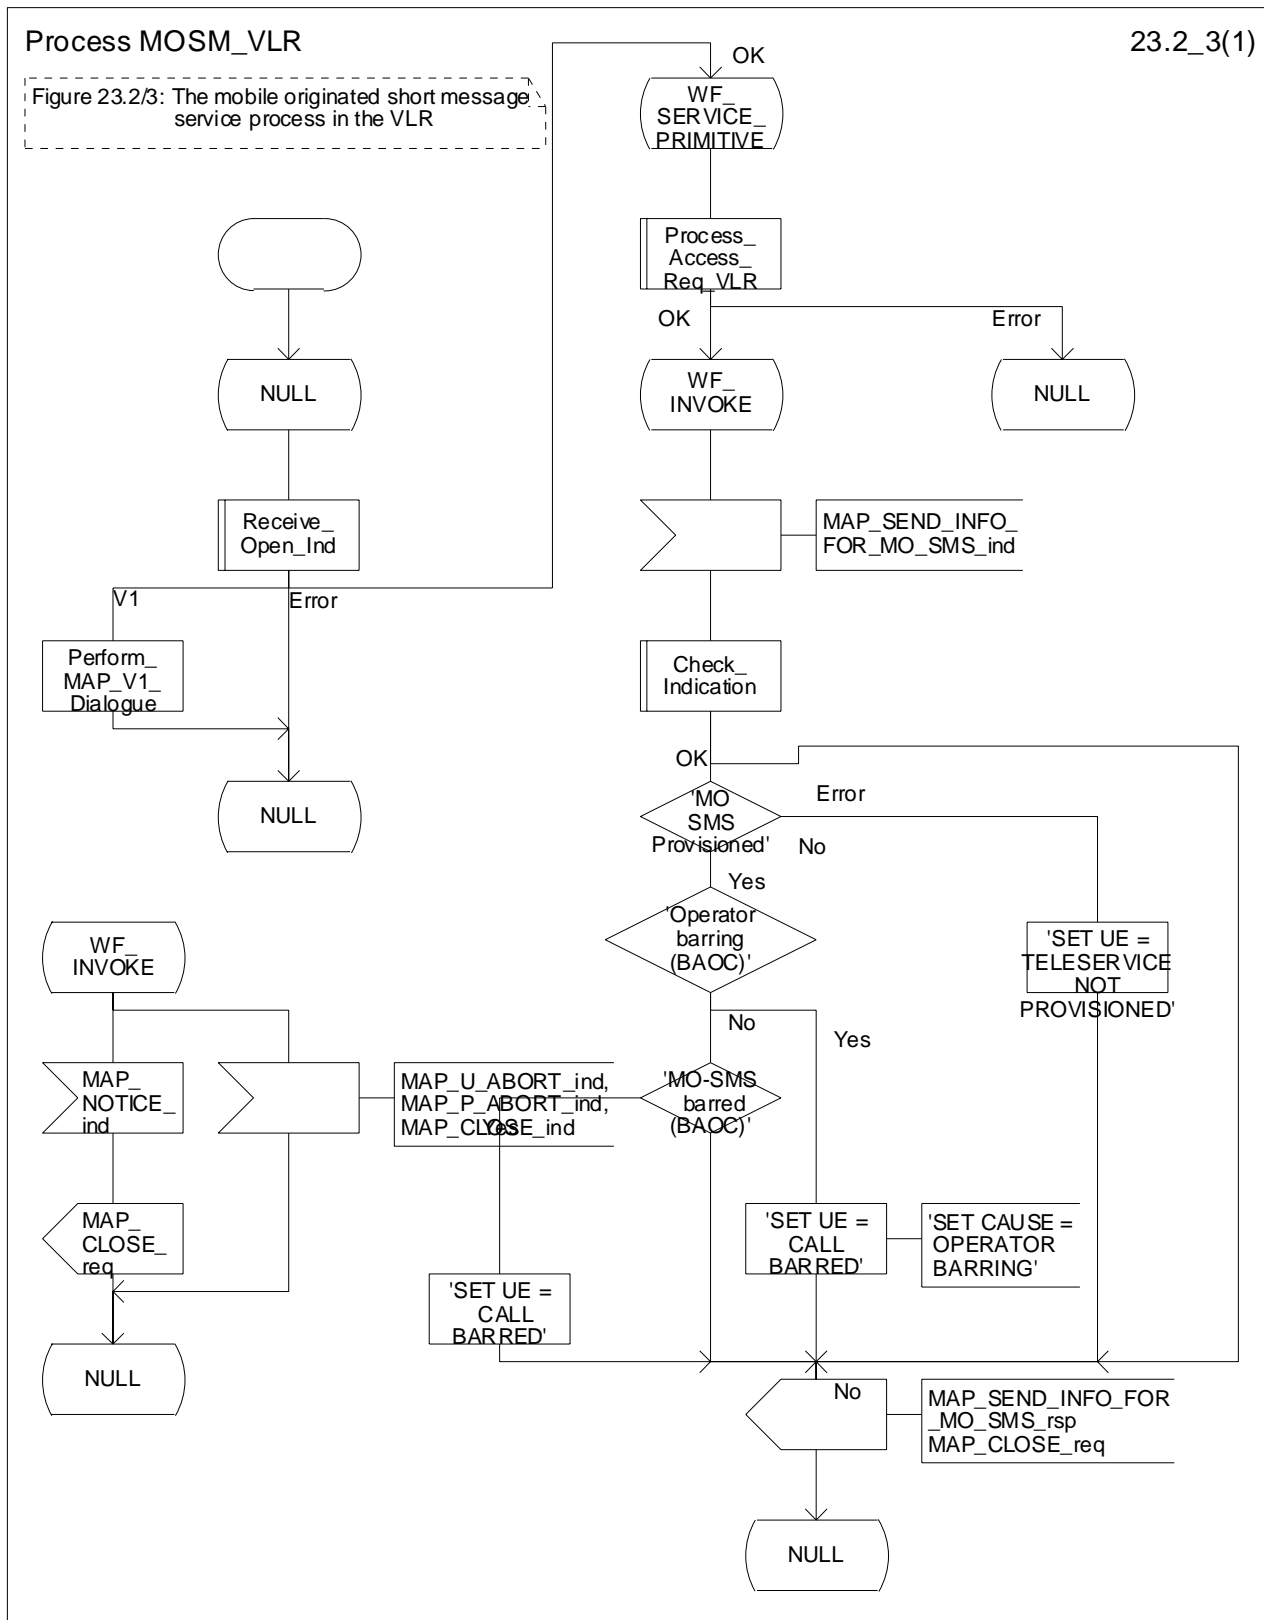 Process MOSM_VLR
23.2_3(1)
Figure 23.2/3: The mobile originated short message
service process in the VLR
OK
WF_
SERVICE_
PRIMITIVE
Process_
Access_
Req_VLR
OK
Error
NULL
WF_
INVOKE
NULL
Receive_
Open_Ind
MAP_SEND_INFO_
FOR_MO_SMS_ind
V1
Error
Perform_
MAP_V1_
Dialogue
Check_
Indication
OK
NULL
'MO
SMS
Provisioned'
Error
No
Yes
WF_
INVOKE
'Operator
barring
(BAOC)'
'SET UE =
TELESERVICE
NOT
PROVISIONED'
No
Yes
MAP_
NOTICE_
ind
MAP_U_ABORT_ind,
MAP_P_ABORT_ind,
MAP_CLOSE_ind
Yes
'MO-SMS
barred
(BAOC)'
MAP_
CLOSE_
req
'SET UE =
CALL
BARRED'
'SET UE =
CALL
BARRED'
'SET CAUSE =
OPERATOR
BARRING'
NULL
No
MAP_SEND_INFO_FOR
_MO_SMS_rsp
MAP_CLOSE_req
NULL